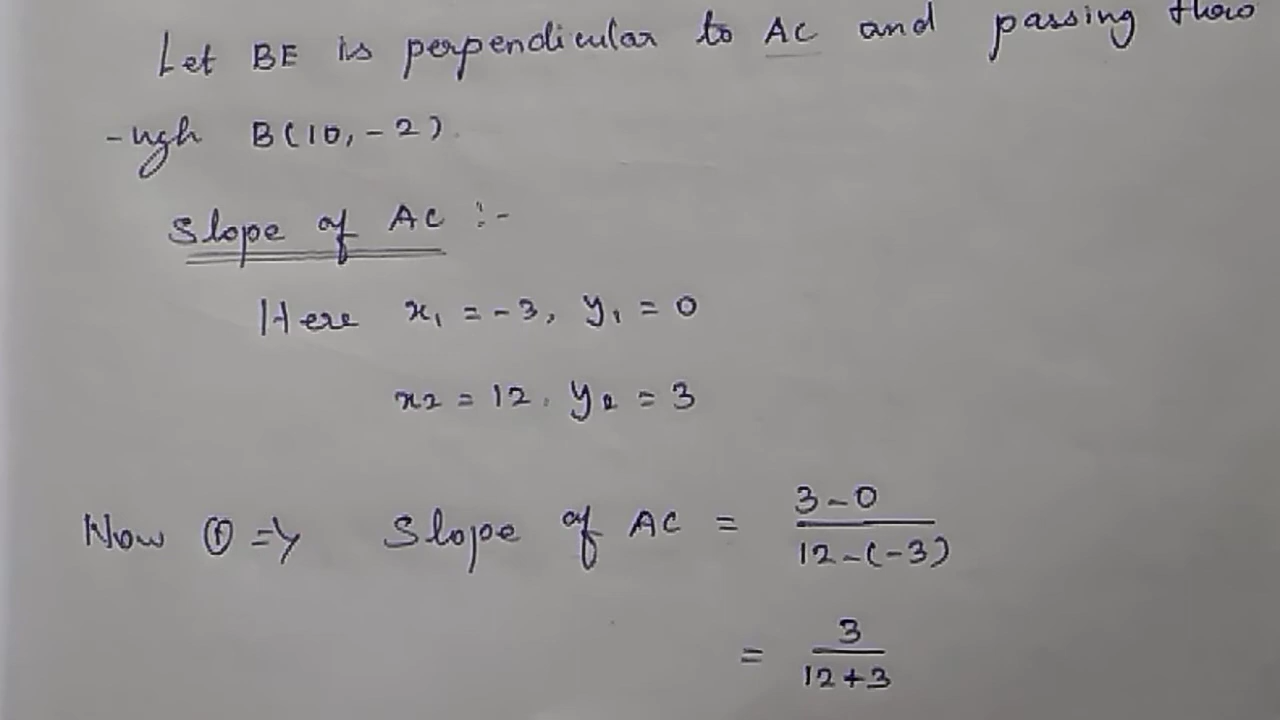 Let BE is perpendicular to AC and passing thro
-ugh B(10, -2).
Slope of AC :-
Here x₁ = -3, y₁ = 0
x2 = 12, y₂ = 3
Now ① => Slope of AC = 3-0 / 12-(-3)
= 3 / 12+3